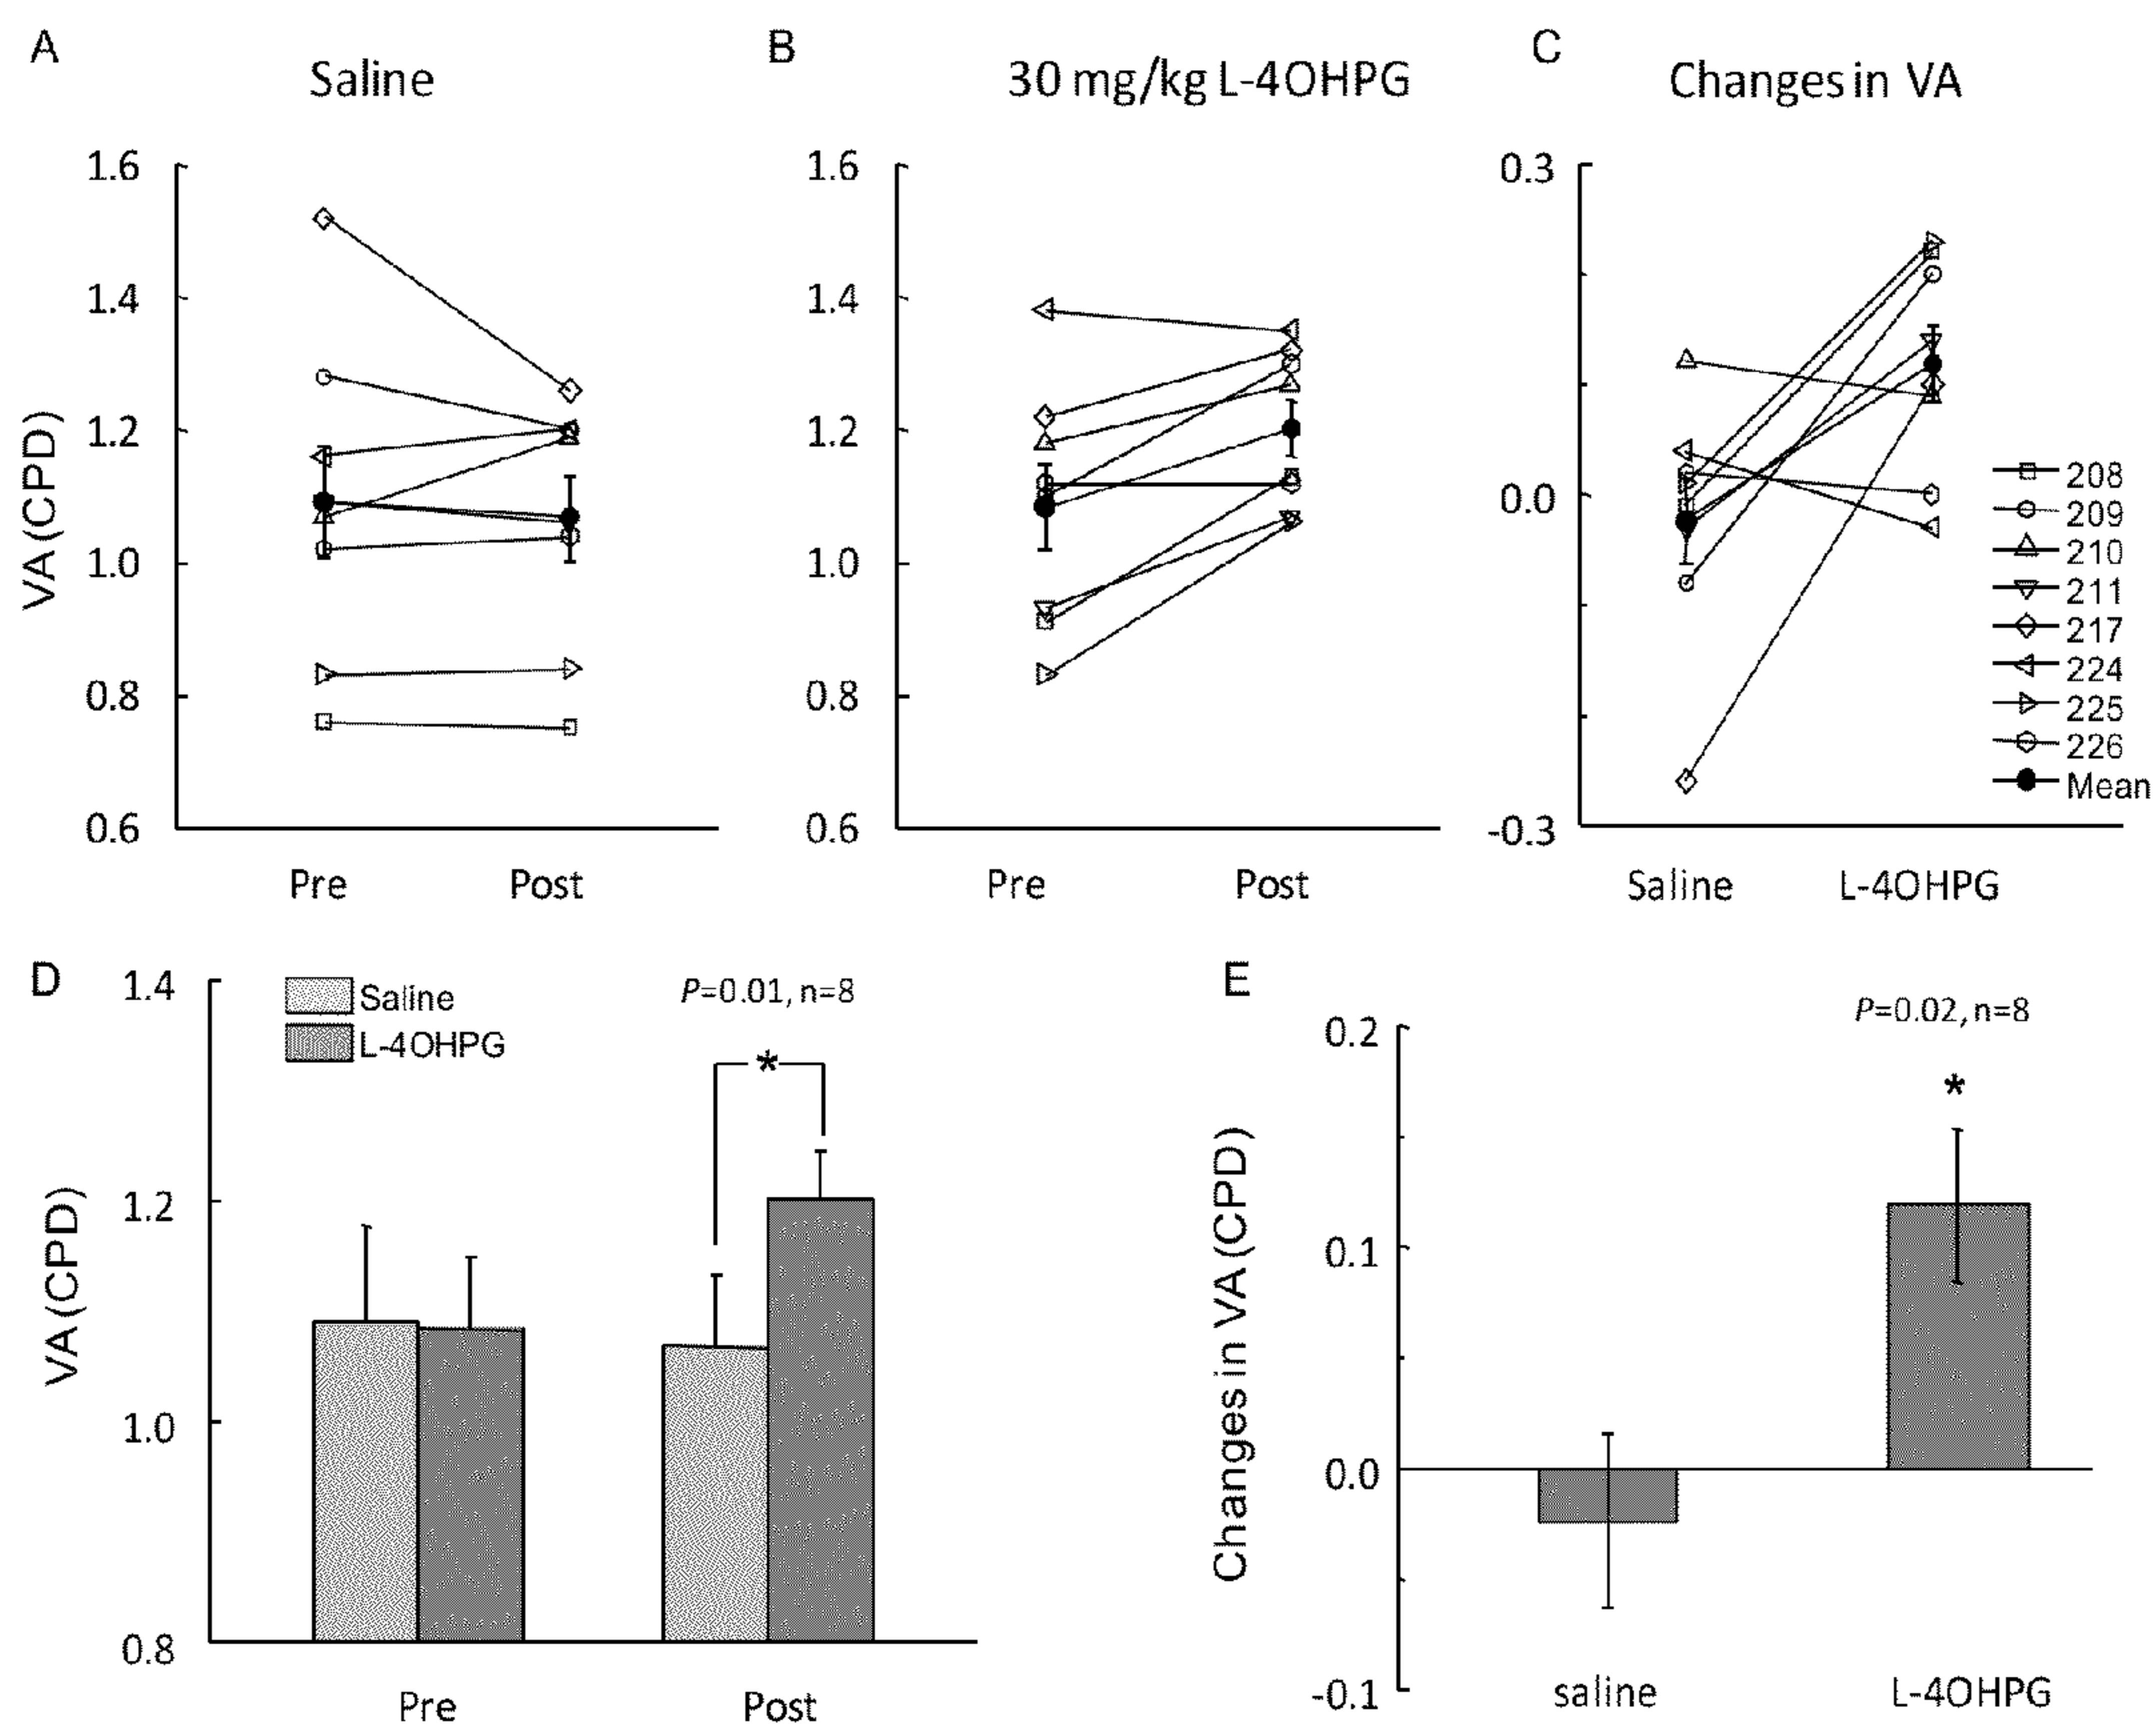 A
Saline
1.6
1.4
1.2
1.0
0.8
0.6
VA (CPD)
Pre
Post
B
30 mg/kg L-4OHPG
1.6
1.4
1.2
1.0
0.8
0.6
Pre
Post
C
Changes in VA
0.3
0.0
-0.3
Saline
L-4OHPG
208
209
210
211
217
224
225
226
Mean
D
Saline
L-4OHPG
P=0.01, n=8
*
1.4
1.2
1.0
0.8
VA (CPD)
Pre
Post
E
P=0.02, n=8
*
0.2
0.1
0.0
-0.1
Changes in VA (CPD)
saline
L-4OHPG